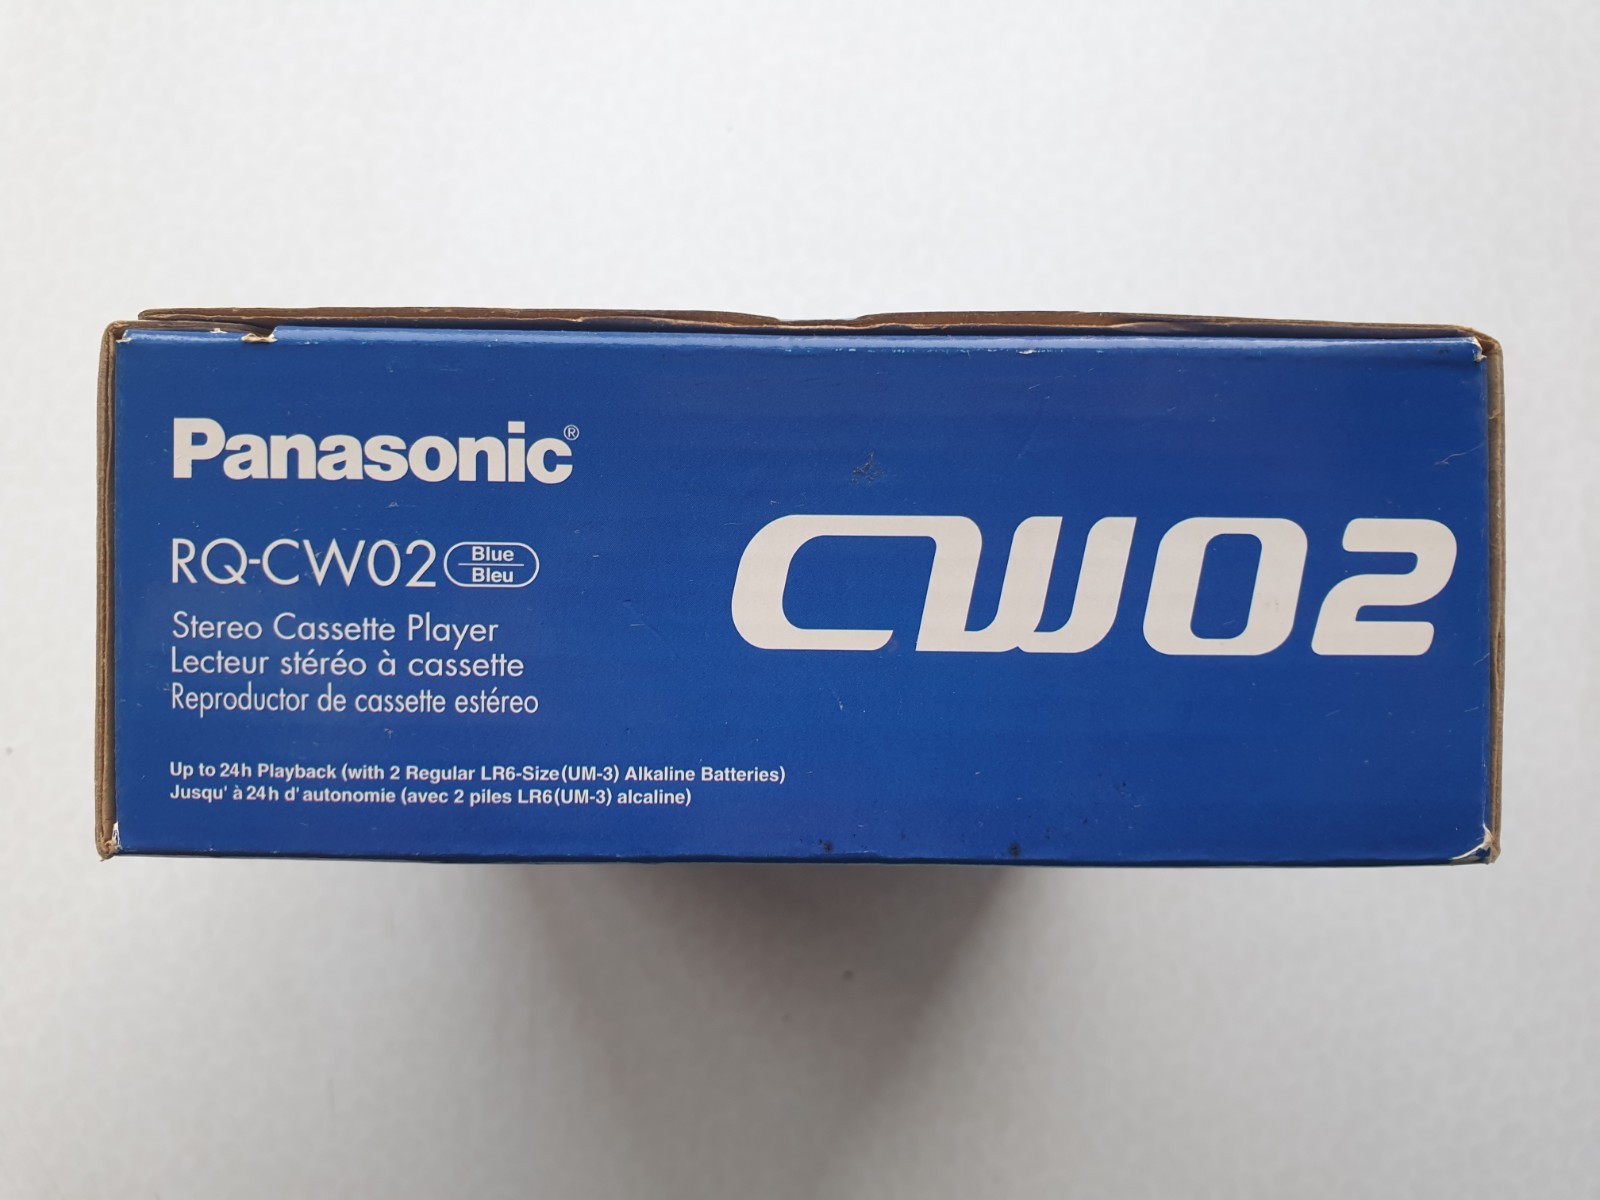 Panasonic®
RQ-CW02 Blue
Bleu
Stereo Cassette Player
Lecteur stéréo à cassette
Reproductor de cassette estéreo
Up to 24h Playback (with 2 Regular LR6-Size(UM-3) Alkaline Batteries)
Jusqu' à 24h d' autonomie (avec 2 piles LR6(UM-3) alcaline)
CW02